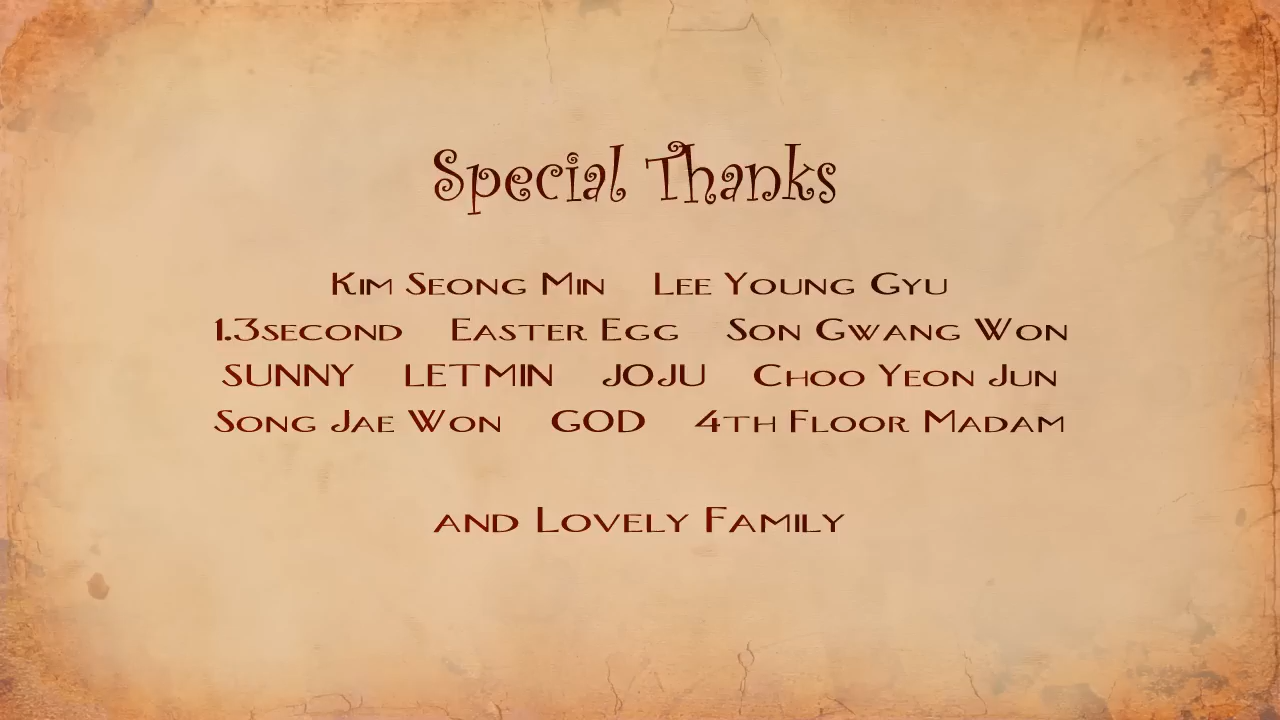 Special Thanks
Kim Seong Min Lee Young Gyu
1.3second Easter Egg Son Gwang Won
SUNNY LETMIN JOJU Choo Yeon Jun
Song Jae Won GOD 4th Floor Madam
and Lovely Family